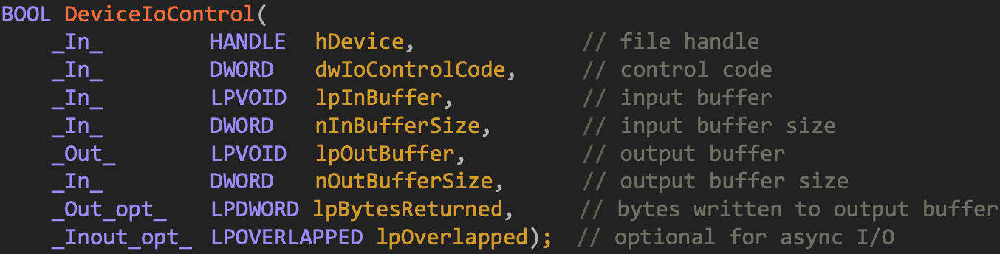 BOOL DeviceIoControl(
_In_ HANDLE hDevice, // file handle
_In_ DWORD dwIoControlCode, // control code
_In_ LPVOID lpInBuffer, // input buffer
_In_ DWORD nInBufferSize, // input buffer size
_Out_ LPVOID lpOutBuffer, // output buffer
_In_ DWORD nOutBufferSize, // output buffer size
_Out_opt_ LPDWORD lpBytesReturned, // bytes written to output buffer
_Inout_opt_ LPOVERLAPPED lpOverlapped); // optional for async I/O